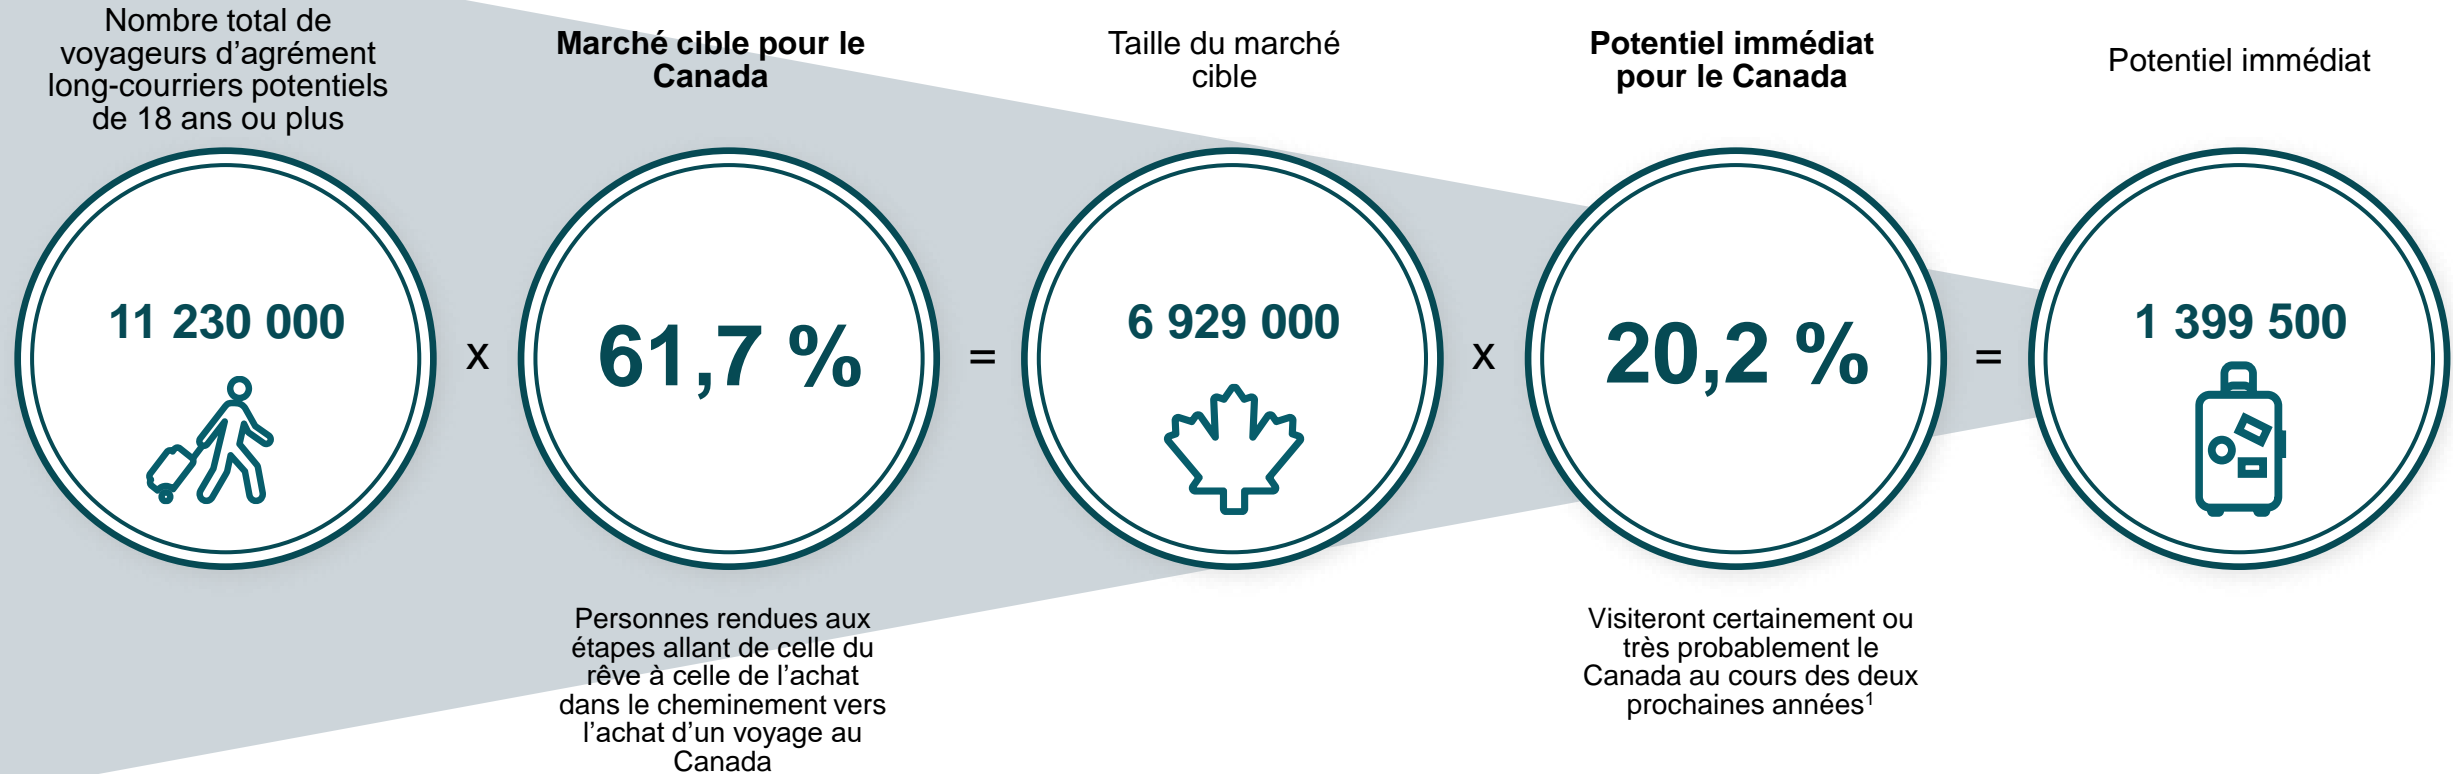 Nombre total de
voyageurs d’agrément
long-courriers potentiels
de 18 ans ou plus
11 230 000
x
Marché cible pour le
Canada
61,7 %
Personnes rendues aux
étapes allant de celle du
rêve à celle de l’achat
dans le cheminement vers
l’achat d’un voyage au
Canada
=
Taille du marché
cible
6 929 000
x
Potentiel immédiat
pour le Canada
20,2 %
Visiteront certainement ou
très probablement le
Canada au cours des deux
prochaines années¹
=
Potentiel immédiat
1 399 500